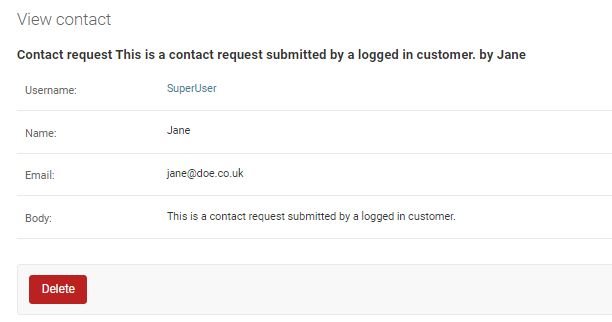 View contact
Contact request This is a contact request submitted by a logged in customer. by Jane
Username: SuperUser
Name: Jane
Email: jane@doe.co.uk
Body: This is a contact request submitted by a logged in customer.
Delete